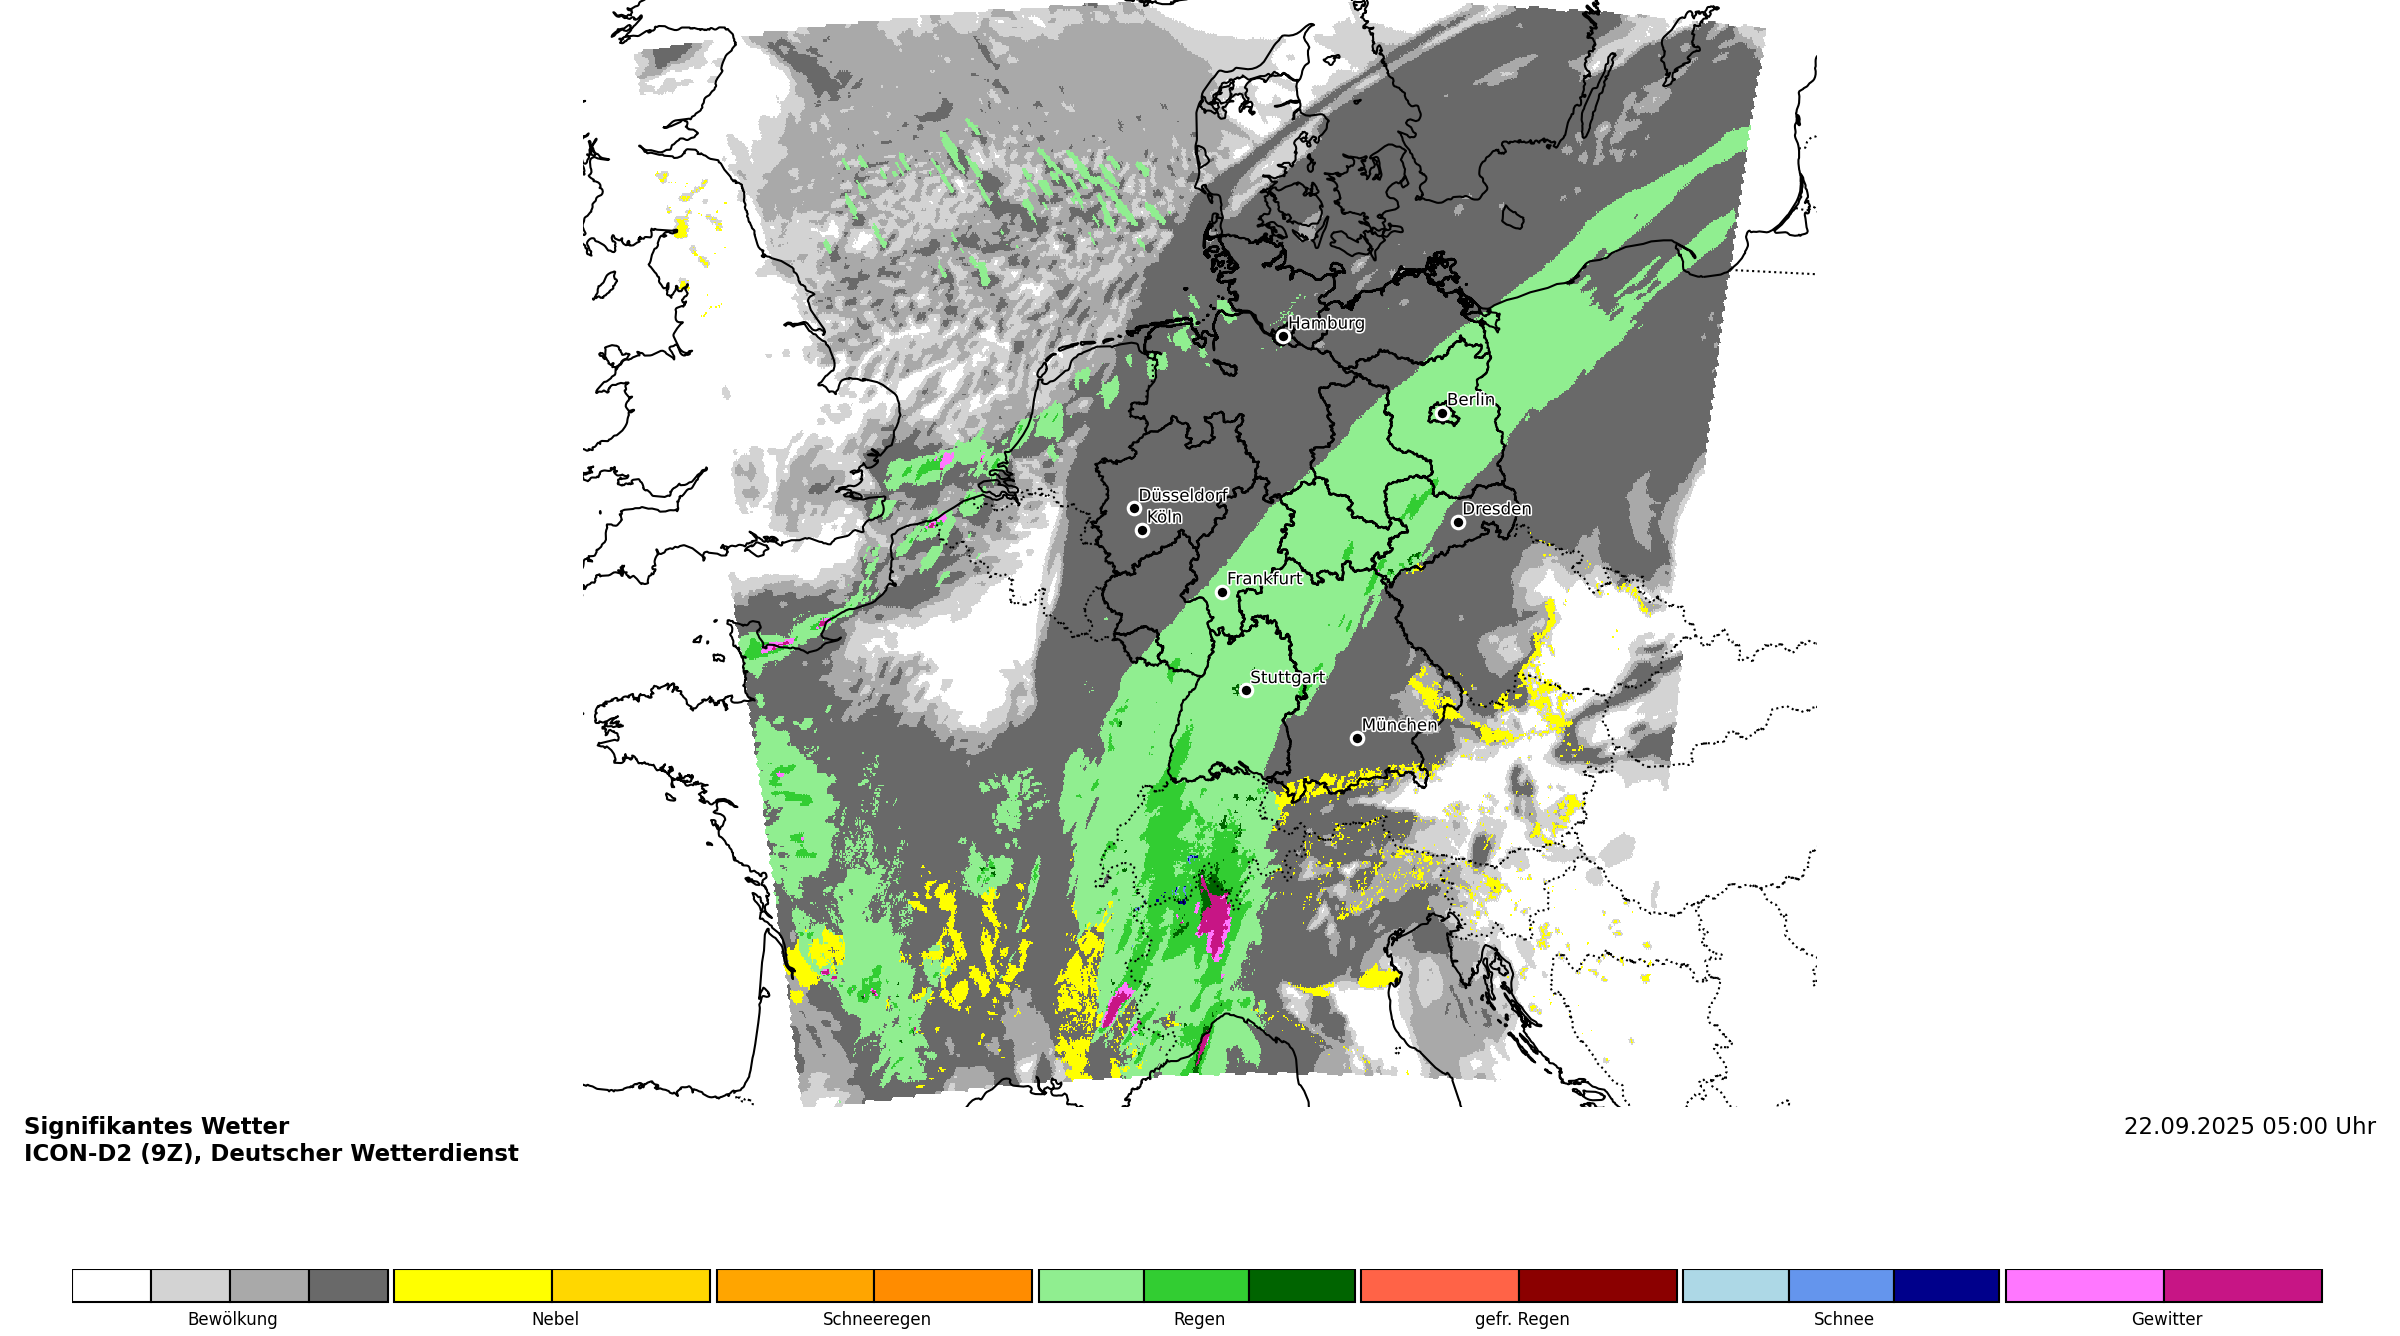 Hamburg
Berlin
Düsseldorf
Köln
Dresden
Frankfurt
Stuttgart
München
Signifikantes Wetter
ICON-D2 (9Z), Deutscher Wetterdienst
22.09.2025 05:00 Uhr
Bewölkung
Nebel
Schneeregen
Regen
gefr. Regen
Schnee
Gewitter